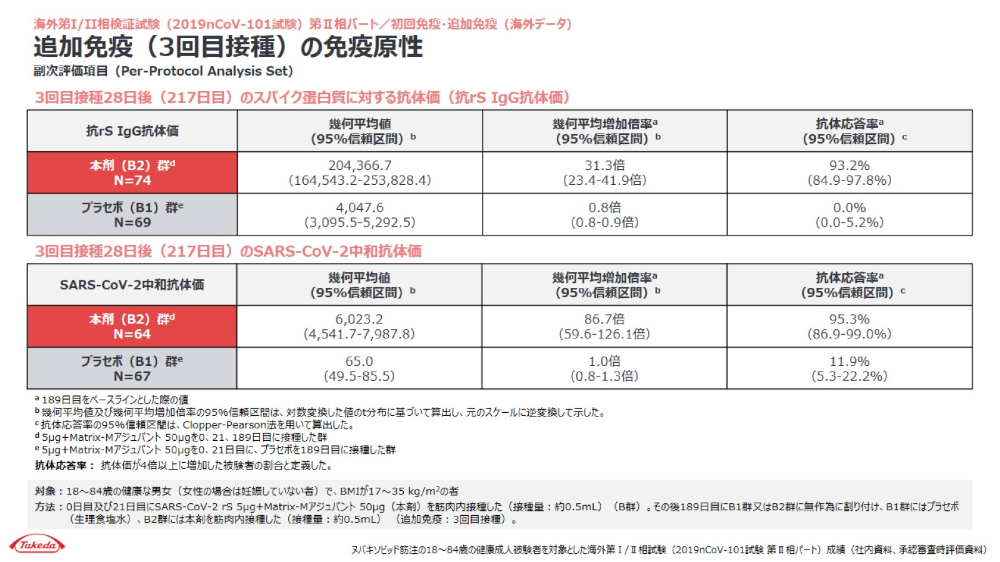 海外第I/II相検証試験（2019nCoV-101試験）第Ⅱ相パート／初回免疫・追加免疫（海外データ）
追加免疫（3回目接種）の免疫原性
副次評価項目（Per-Protocol Analysis Set）
3回目接種28日後（217日目）のスパイク蛋白質に対する抗体価（抗rS IgG抗体価）
抗rS IgG抗体価
幾何平均値
（95%信頼区間）b
幾何平均増加倍率a
（95%信頼区間）b
抗体応答率a
（95%信頼区間）c
本剤（B2）群d
N=74
204,366.7
（164,543.2-253,828.4）
31.3倍
（23.4-41.9倍）
93.2%
（84.9-97.8%）
プラセボ（B1）群e
N=69
4,047.6
（3,095.5-5,292.5）
0.8倍
（0.8-0.9倍）
0.0%
（0.0-5.2%）
3回目接種28日後（217日目）のSARS-CoV-2中和抗体価
SARS-CoV-2中和抗体価
幾何平均値
（95%信頼区間）b
幾何平均増加倍率a
（95%信頼区間）b
抗体応答率a
（95%信頼区間）c
本剤（B2）群d
N=64
6,023.2
（4,541.7-7,987.8）
86.7倍
（59.6-126.1倍）
95.3%
（86.9-99.0%）
プラセボ（B1）群e
N=67
65.0
（49.5-85.5）
1.0倍
（0.8-1.3倍）
11.9%
（5.3-22.2%）
a 189日目をベースラインとした際の値
b 幾何平均値及び幾何平均増加倍率の95%信頼区間は、対数変換した値のt分布に基づいて算出し、元のスケールに逆変換して示した。
c 抗体応答率の95%信頼区間は、Clopper-Pearson法を用いて算出した。
d 5μg+Matrix-Mアジュバント 50μgを0、21、189日目に接種した群
e 5μg+Matrix-Mアジュバント 50μgを0、21日目に、プラセボを189日目に接種した群
抗体応答率： 抗体価が4倍以上に増加した被験者の割合と定義した。
対象：18～84歳の健康な男女（女性の場合は妊娠していない者）で、BMIが17～35 kg/m2の者
方法：0日目及び21日目にSARS-CoV-2 rS 5μg+Matrix-Mアジュバント 50μg（本剤）を筋肉内接種した（接種量：約0.5mL）（B群）。その後189日目にB1群又はB2群に無作為に割り付け、B1群にはプラセボ
（生理食塩水）、B2群には本剤を筋肉内接種した（接種量：約0.5mL）（追加免疫：3回目接種）。
Takeda
ヌバキソビッド筋注の18～84歳の健康成人被験者を対象とした海外第Ⅰ/Ⅱ相試験（2019nCoV-101試験 第Ⅱ相パート）成績（社内資料、承認審査時評価資料）